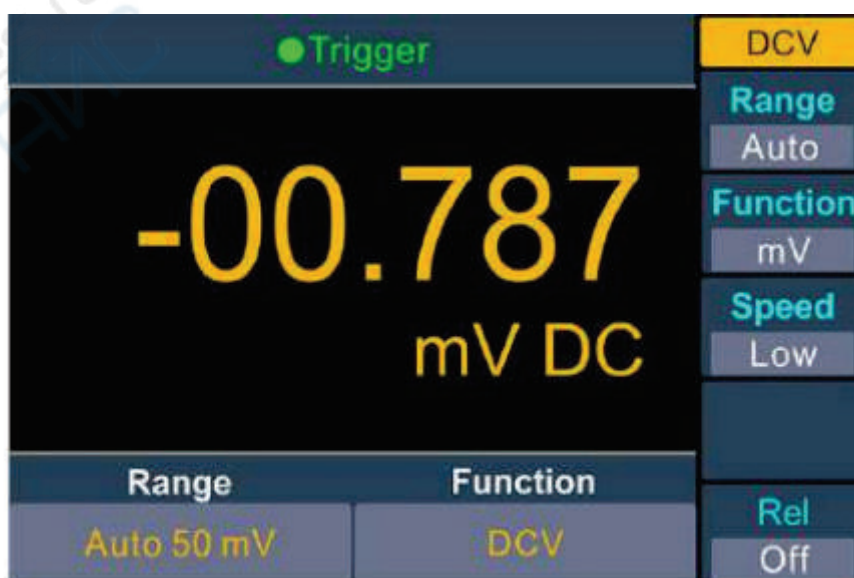 Trigger
-00.787
mV DC
Range
Function
Auto 50 mV
DCV
DCV
Range
Auto
Function
mV
Speed
Low
Rel
Off